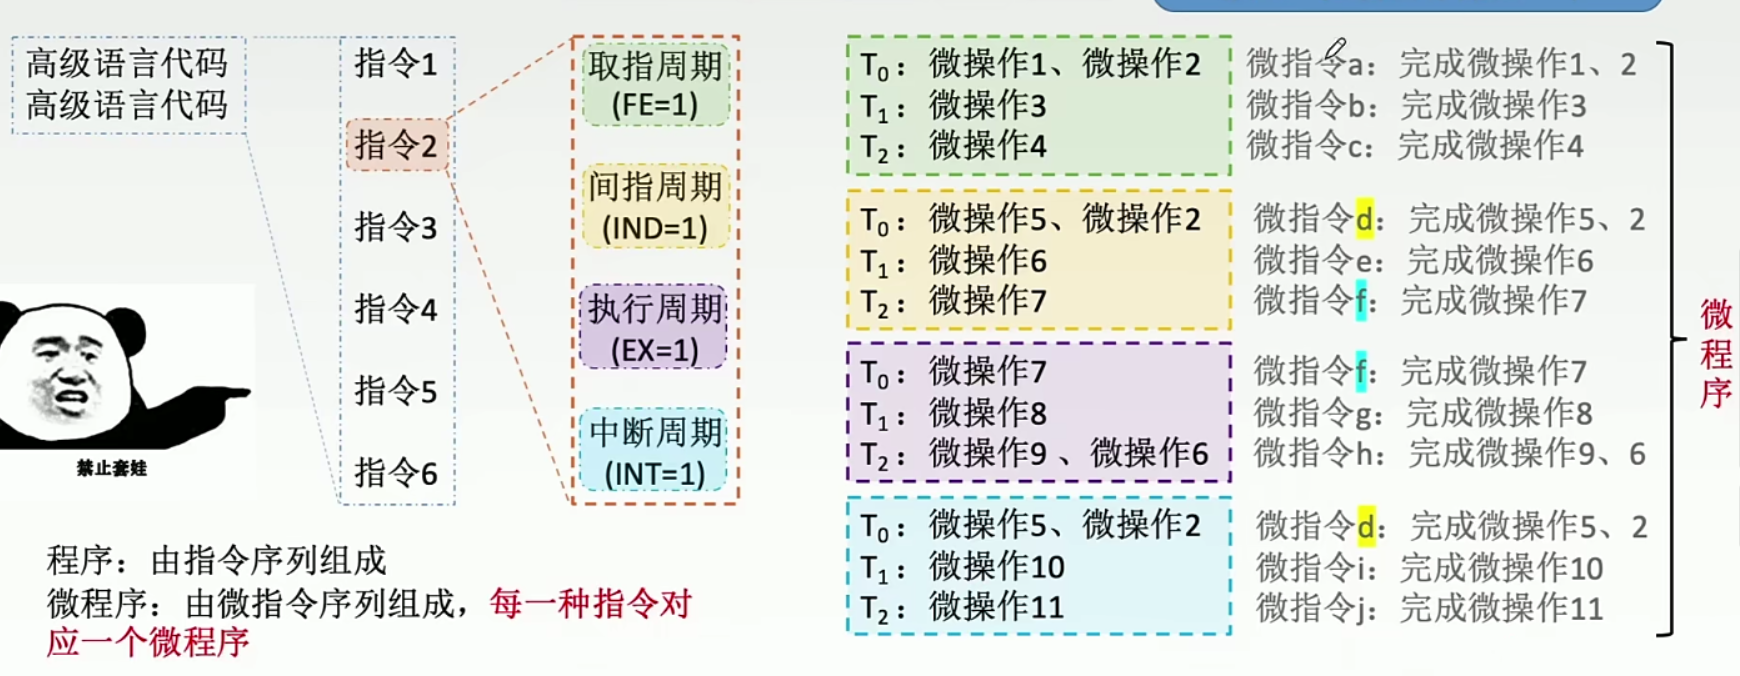 高级语言代码
高级语言代码
指令1
指令2
指令3
指令4
指令5
指令6
取指周期
(FE=1)
间指周期
(IND=1)
执行周期
(EX=1)
中断周期
(INT=1)
T₀：微操作1、微操作2
T₁：微操作3
T₂：微操作4
T₀：微操作5、微操作2
T₁：微操作6
T₂：微操作7
T₀：微操作7
T₁：微操作8
T₂：微操作9 、微操作6
T₀：微操作5、微操作2
T₁：微操作10
T₂：微操作11
微指令a：完成微操作1、2
微指令b：完成微操作3
微指令c：完成微操作4
微指令d：完成微操作5、2
微指令e：完成微操作6
微指令f：完成微操作7
微指令f：完成微操作7
微指令g：完成微操作8
微指令h：完成微操作9、6
微指令d：完成微操作5、2
微指令i：完成微操作10
微指令j：完成微操作11
微程序
禁止套娃
程序：由指令序列组成
微程序：由微指令序列组成，每一种指令对
应一个微程序